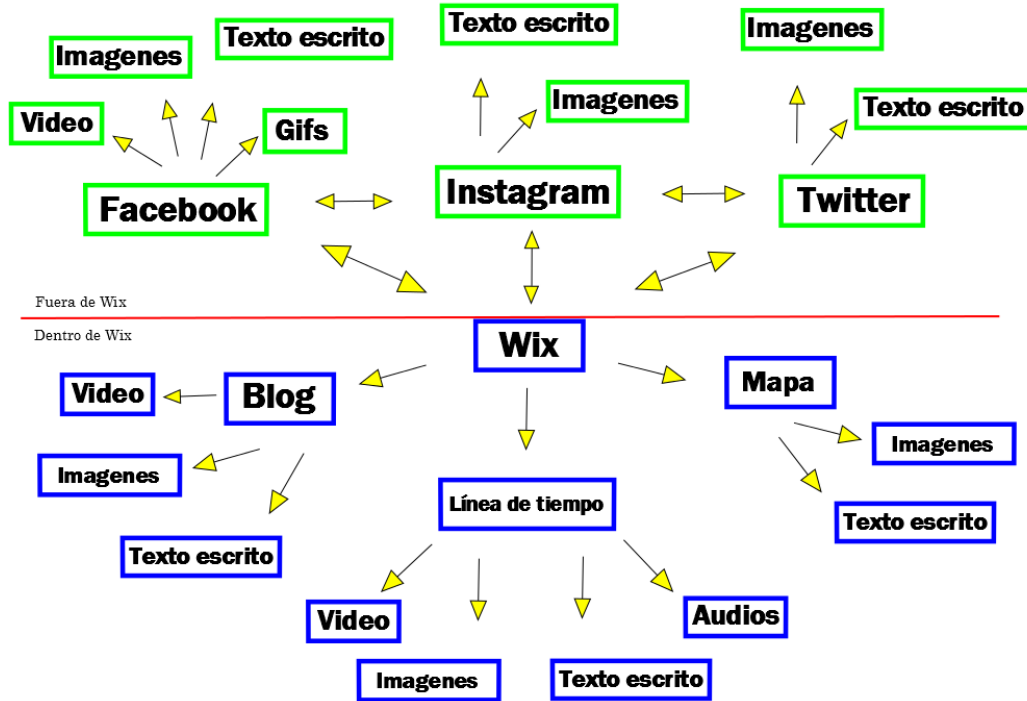 Imagenes
Texto escrito
Texto escrito
Imagenes
Video
Gifs
Imagenes
Texto escrito
Facebook
Instagram
Twitter
Fuera de Wix
Dentro de Wix
Wix
Video
Blog
Mapa
Imagenes
Imagenes
Línea de tiempo
Texto escrito
Texto escrito
Video
Audios
Imagenes
Texto escrito